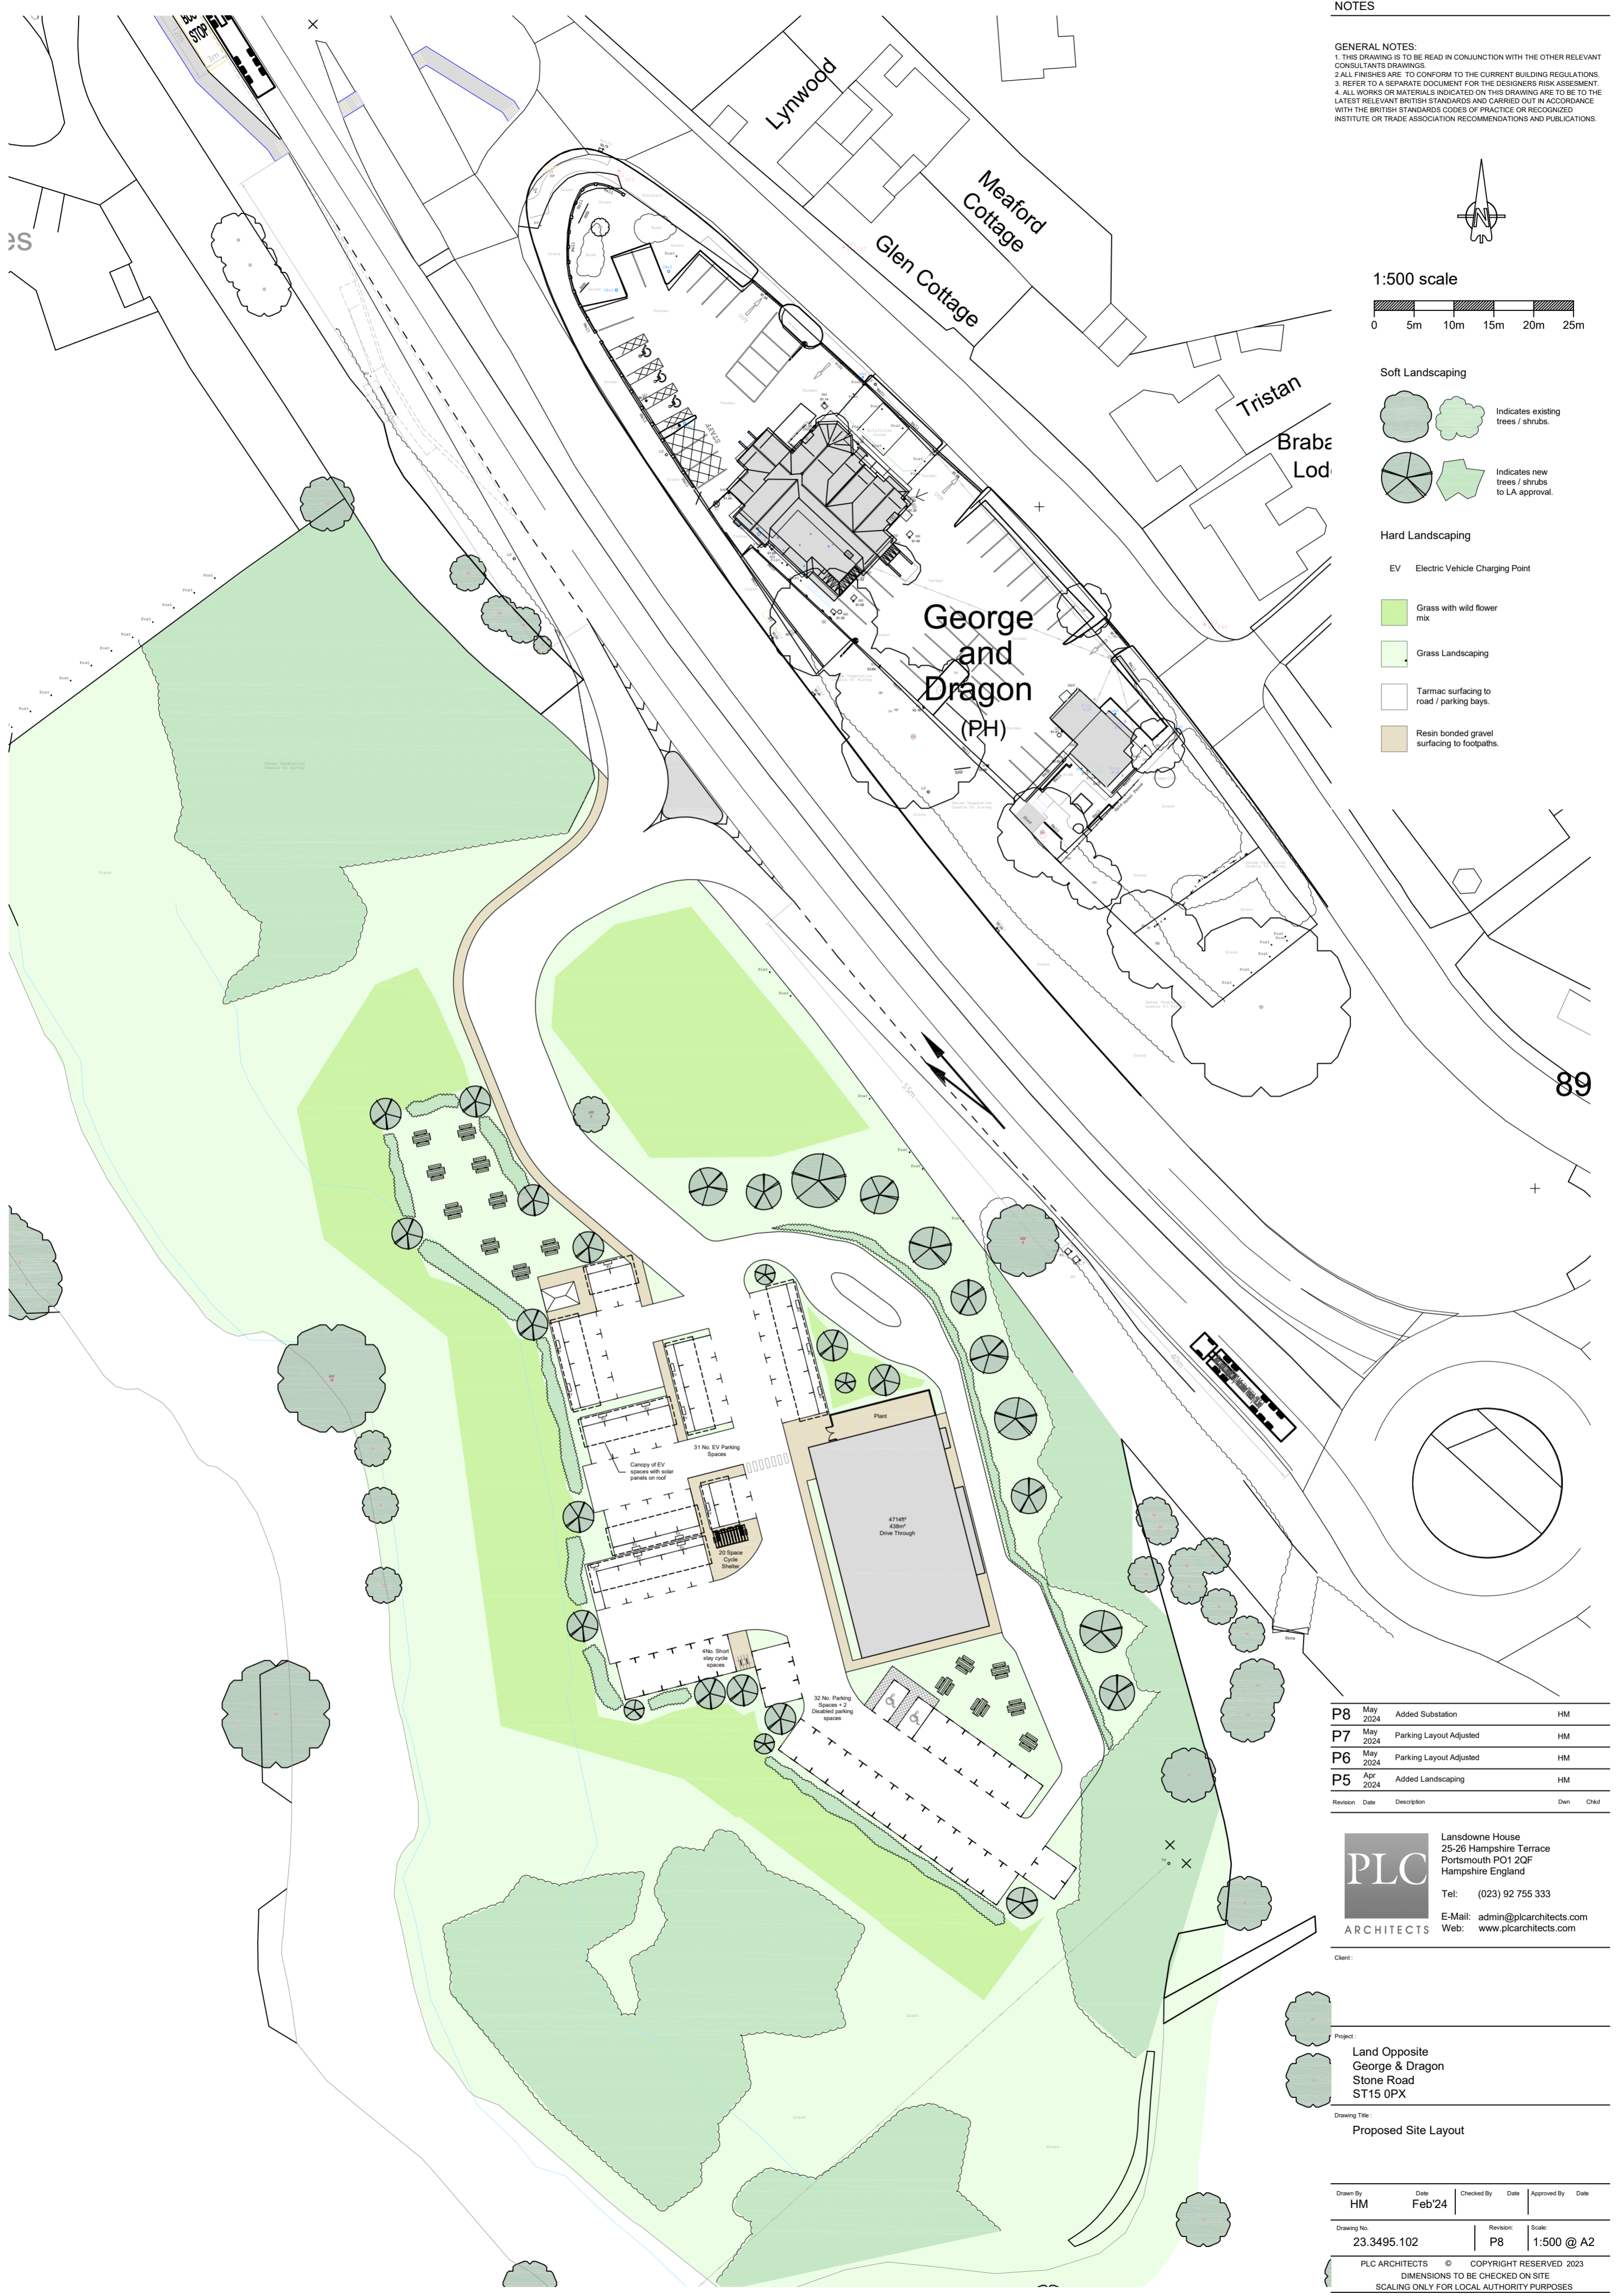 NOTES
GENERAL NOTES:
1. THIS DRAWING IS TO BE READ IN CONJUNCTION WITH THE OTHER RELEVANT
CONSULTANTS DRAWINGS.
2.ALL FINISHES ARE TO CONFORM TO THE CURRENT BUILDING REGULATIONS.
3. REFER TO A SEPARATE DOCUMENT FOR THE DESIGNERS RISK ASSESMENT.
4. ALL WORKS OR MATERIALS INDICATED ON THIS DRAWING ARE TO BE TO THE
LATEST RELEVANT BRITISH STANDARDS AND CARRIED OUT IN ACCORDANCE
WITH THE BRITISH STANDARDS CODES OF PRACTICE OR RECOGNIZED
INSTITUTE OR TRADE ASSOCIATION RECOMMENDATIONS AND PUBLICATIONS.
N
1:500 scale
0 5m 10m 15m 20m 25m
Soft Landscaping
Indicates existing
trees / shrubs.
Indicates new
trees / shrubs
to LA approval.
Hard Landscaping
EV Electric Vehicle Charging Point
Grass with wild flower
mix
Grass Landscaping
Tarmac surfacing to
road / parking bays.
Resin bonded gravel
surfacing to footpaths.
STOP
3m
es
Lynwood
Meaford
Cottage
Glen Cottage
Tristan
Braba
Lod
STAFF
George
and
Dragon
(PH)
89
55m
40m
Plant
31 No. EV Parking
Spaces
Canopy of EV
spaces with solar
panels on roof
4714ft²
438m²
Drive Through
20 Space
Cycle
Shelter
4No. Short
stay cycle
spaces
32 No. Parking
Spaces + 2
Disabled parking
spaces
P8 May 2024 Added Substation HM
P7 May 2024 Parking Layout Adjusted HM
P6 May 2024 Parking Layout Adjusted HM
P5 Apr 2024 Added Landscaping HM
Revision Date Description Dwn Chkd
PLC
ARCHITECTS
Lansdowne House
25-26 Hampshire Terrace
Portsmouth PO1 2QF
Hampshire England
Tel: (023) 92 755 333
E-Mail: admin@plcarchitects.com
Web: www.plcarchitects.com
Client :
Project :
Land Opposite
George & Dragon
Stone Road
ST15 0PX
Drawing Title :
Proposed Site Layout
Drawn By Date Checked By Date Approved By Date
HM Feb'24
Drawing No. Revision: Scale:
23.3495.102 P8 1:500 @ A2
PLC ARCHITECTS © COPYRIGHT RESERVED 2023
DIMENSIONS TO BE CHECKED ON SITE
SCALING ONLY FOR LOCAL AUTHORITY PURPOSES